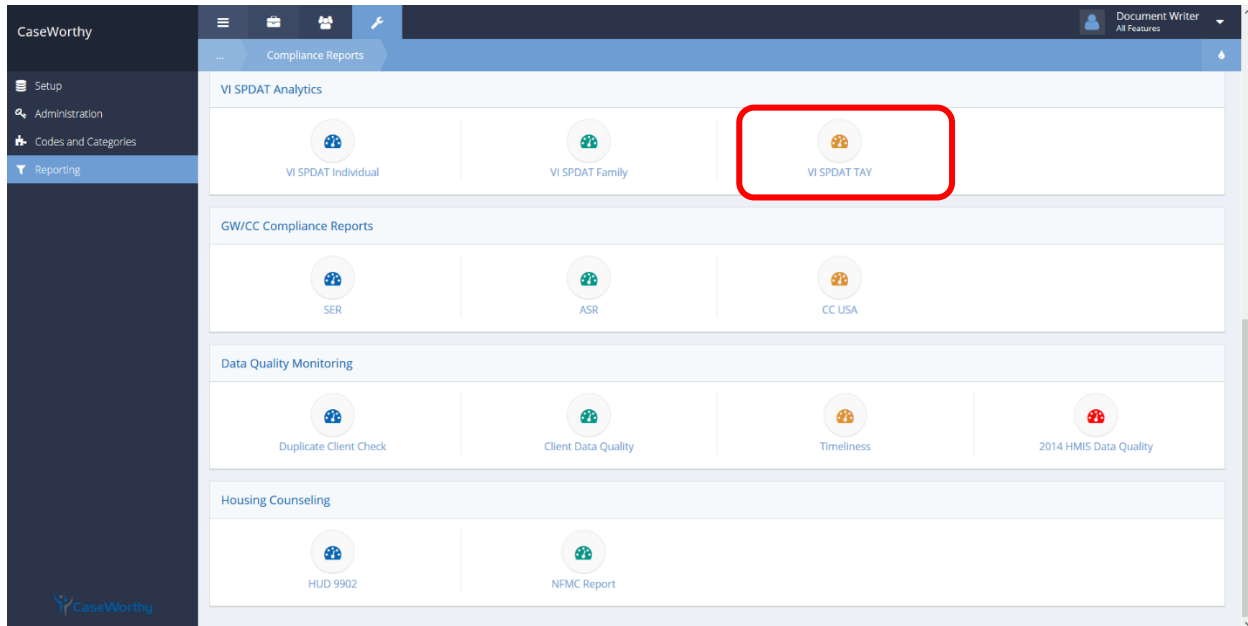 CaseWorthy
Document Writer
All Features
... Compliance Reports
Setup
Administration
Codes and Categories
Reporting
VI SPDAT Analytics
VI SPDAT Individual VI SPDAT Family VI SPDAT TAY
GW/CC Compliance Reports
SER ASR CC USA
Data Quality Monitoring
Duplicate Client Check Client Data Quality Timeliness 2014 HMIS Data Quality
Housing Counseling
HUD 9902 NFMC Report
CaseWorthy